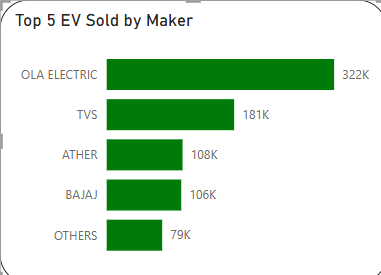 Top 5 EV Sold by Maker
OLA ELECTRIC 322K
TVS 181K
ATHER 108K
BAJAJ 106K
OTHERS 79K